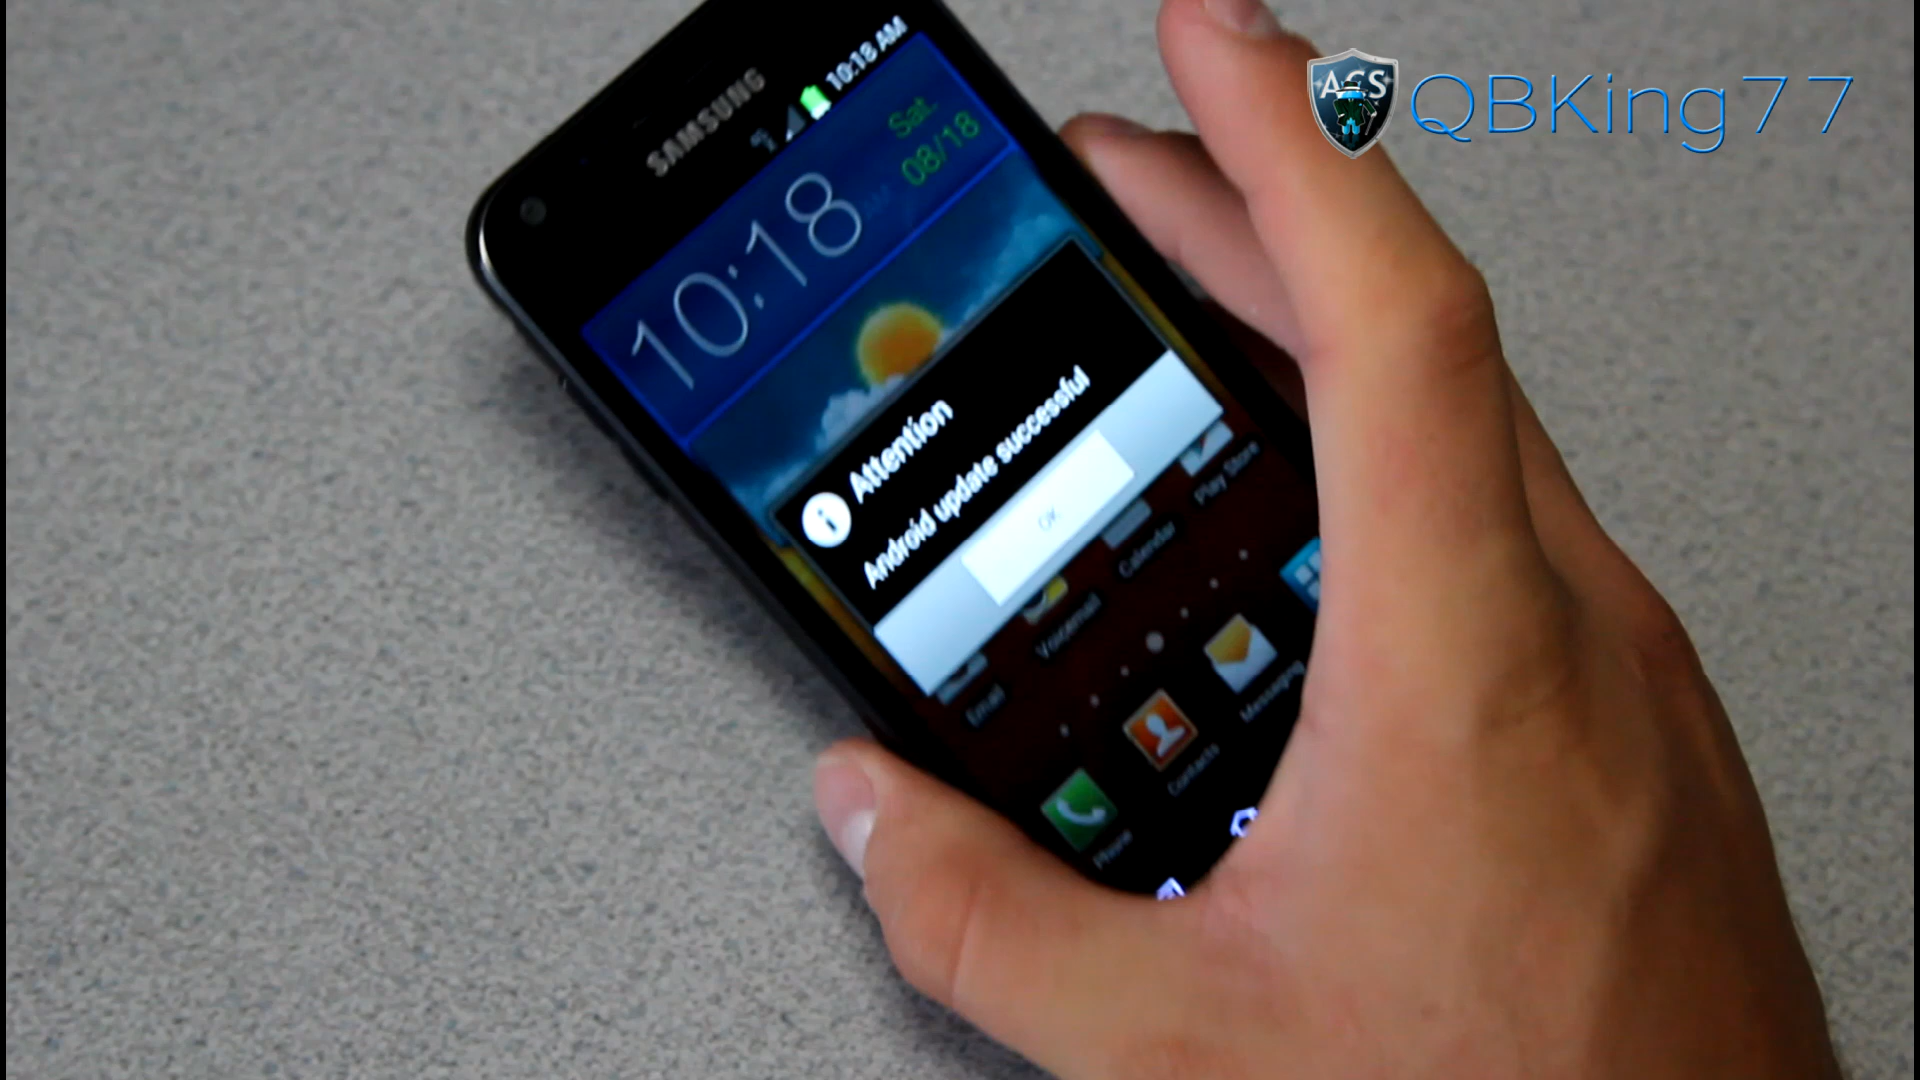 ACS QBKing77
SAMSUNG
10:18 AM
10:18
Sat.
08/18
Attention
Android update successful
OK
Email
Voicemail
Calendar
Play Store
Phone
Contacts
Messaging